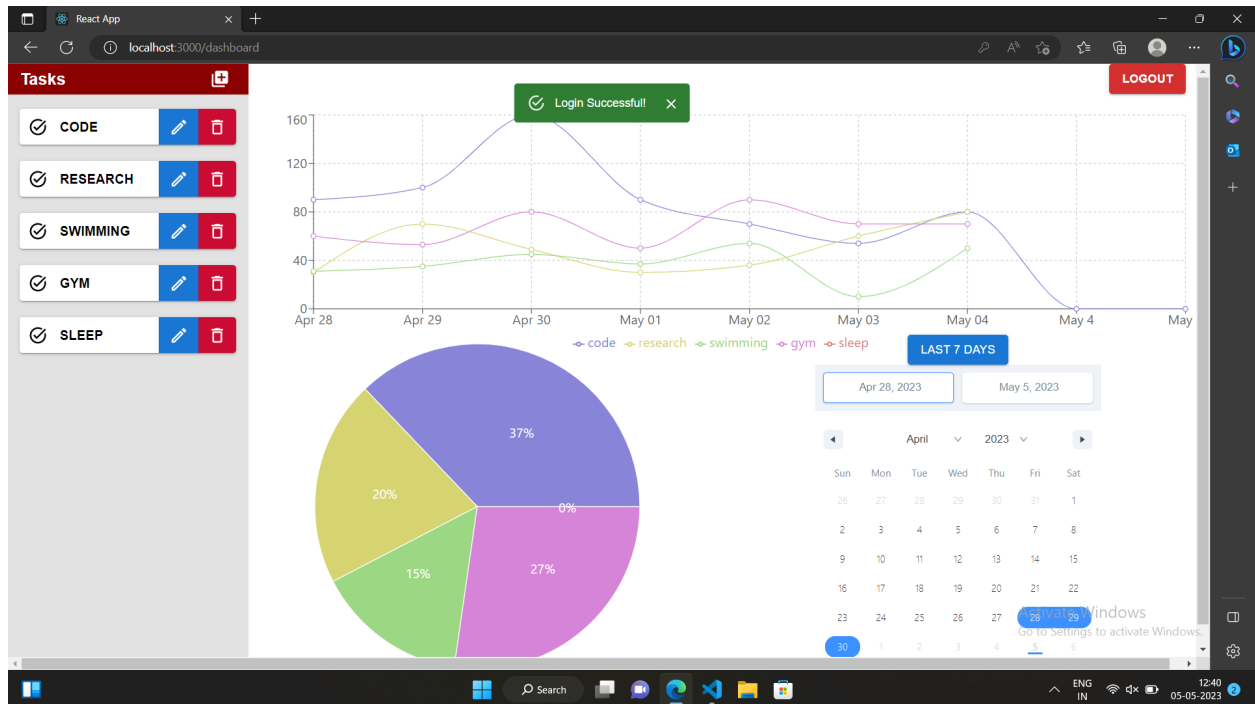 React App
localhost:3000/dashboard
Tasks
LOGOUT
Login Successful!
CODE
RESEARCH
SWIMMING
GYM
SLEEP
160
120
80
40
0
Apr 28 Apr 29 Apr 30 May 01 May 02 May 03 May 04 May 4 May
code research swimming gym sleep
LAST 7 DAYS
37%
20%
0%
15%
27%
Apr 28, 2023 May 5, 2023
April 2023
Sun Mon Tue Wed Thu Fri Sat
26 27 28 29 30 31 1
2 3 4 5 6 7 8
9 10 11 12 13 14 15
16 17 18 19 20 21 22
23 24 25 26 27 28 29
30 1 2 3 4 5 6
Activate Windows
Go to Settings to activate Windows.
Search
ENG
IN
12:40
05-05-2023
2